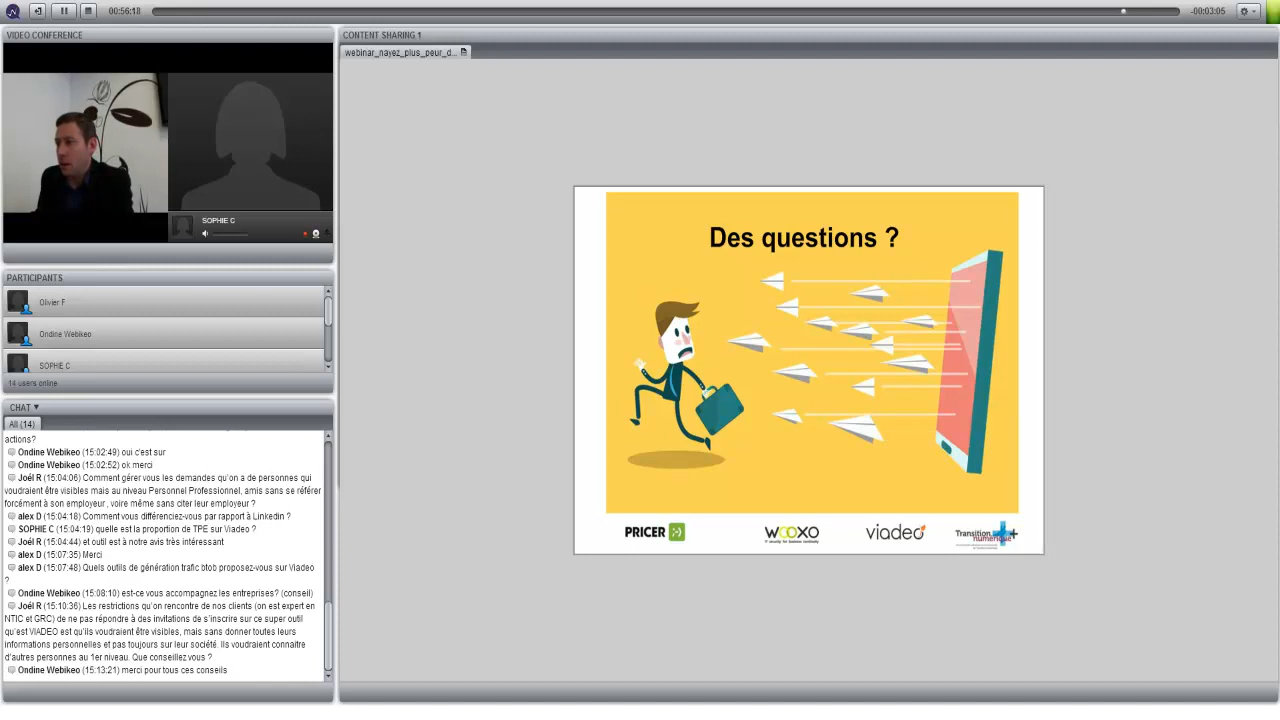 00:56:18
-00:03:05
VIDEO CONFERENCE
SOPHIE C
PARTICIPANTS
Olivier F
Ondine Webikeo
SOPHIE C
14 users online
CHAT
All (14)
actions?
Ondine Webikeo (15:02:49) oui c'est sur
Ondine Webikeo (15:02:52) ok merci
Joël R (15:04:06) Comment gérer vous les demandes qu'on a de personnes qui
voudraient être visibles mais au niveau Personnel Professionnel, amis sans se référer
forcément à son employeur , voire même sans citer leur employeur ?
alex D (15:04:18) Comment vous différenciez-vous par rapport à Linkedin ?
SOPHIE C (15:04:19) quelle est la proportion de TPE sur Viadeo ?
Joël R (15:04:44) et outil est à notre avis très intéressant
alex D (15:07:35) Merci
alex D (15:07:48) Quels outils de génération trafic btob proposez-vous sur Viadeo
?
Ondine Webikeo (15:08:10) est-ce vous accompagnez les entreprises? (conseil)
Joël R (15:10:36) Les restrictions qu'on rencontre de nos clients (on est expert en
NTIC et GRC) de ne pas répondre à des invitations de s'inscrire sur ce super outil
qu'est VIADEO est qu'ils voudraient être visibles, mais sans donner toutes leurs
informations personnelles et pas toujours sur leur société. Ils voudraient connaitre
d'autres personnes au 1er niveau. Que conseillez vous ?
Ondine Webikeo (15:13:21) merci pour tous ces conseils
CONTENT SHARING 1
webinar_nayez_plus_peur_d...
Des questions ?
PRICER
WOOXO
IT security for business continuity
viadeo
Transition
numérique